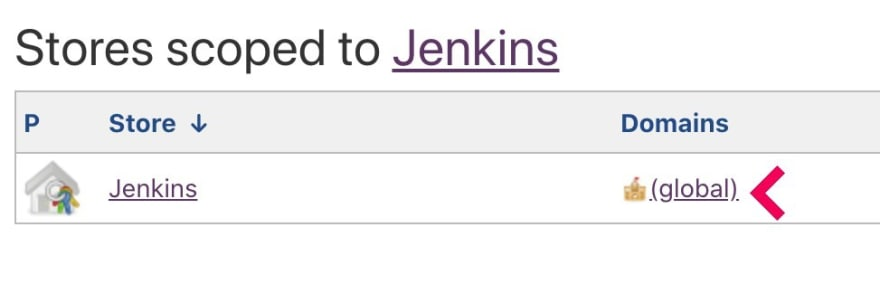 Stores scoped to Jenkins
P Store ↓ Domains
Jenkins (global)